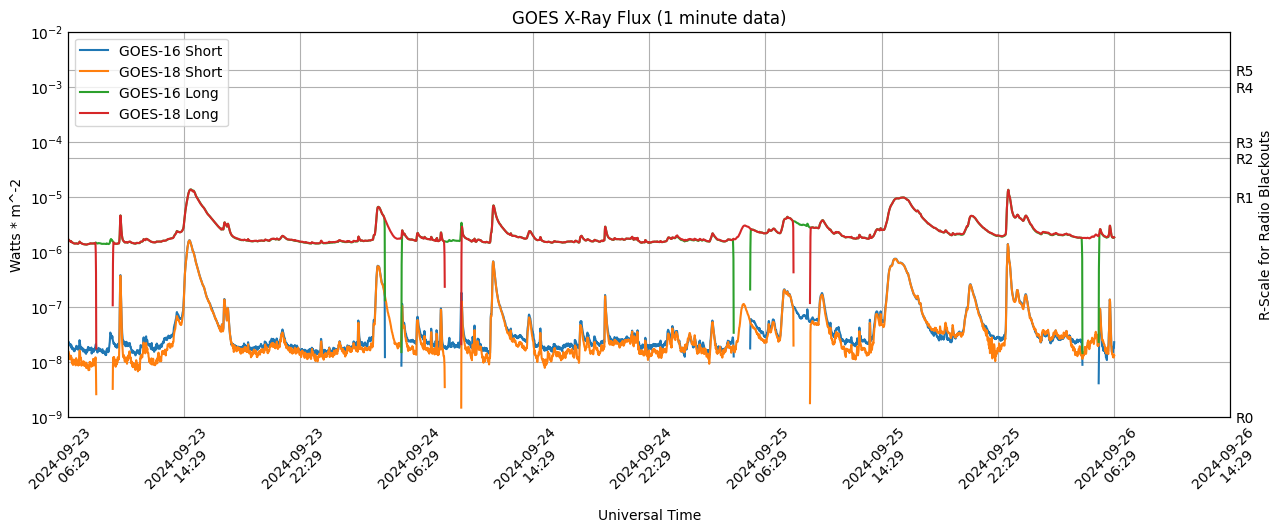 GOES X-Ray Flux (1 minute data)
GOES-16 Short
GOES-18 Short
GOES-16 Long
GOES-18 Long
10^-2
10^-3
10^-4
10^-5
10^-6
10^-7
10^-8
10^-9
Watts * m^-2
R5
R4
R3
R2
R1
R0
R-Scale for Radio Blackouts
2024-09-23
06:29
2024-09-23
14:29
2024-09-23
22:29
2024-09-24
06:29
2024-09-24
14:29
2024-09-24
22:29
2024-09-25
06:29
2024-09-25
14:29
2024-09-25
22:29
2024-09-26
06:29
2024-09-26
14:29
Universal Time